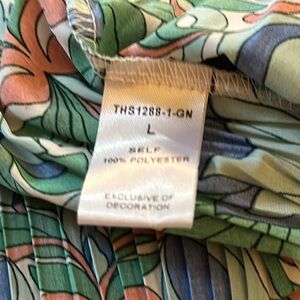 THS1288-1-GN
L
SELF
100% POLYESTER
EXCLUSIVE OF
DECORATION